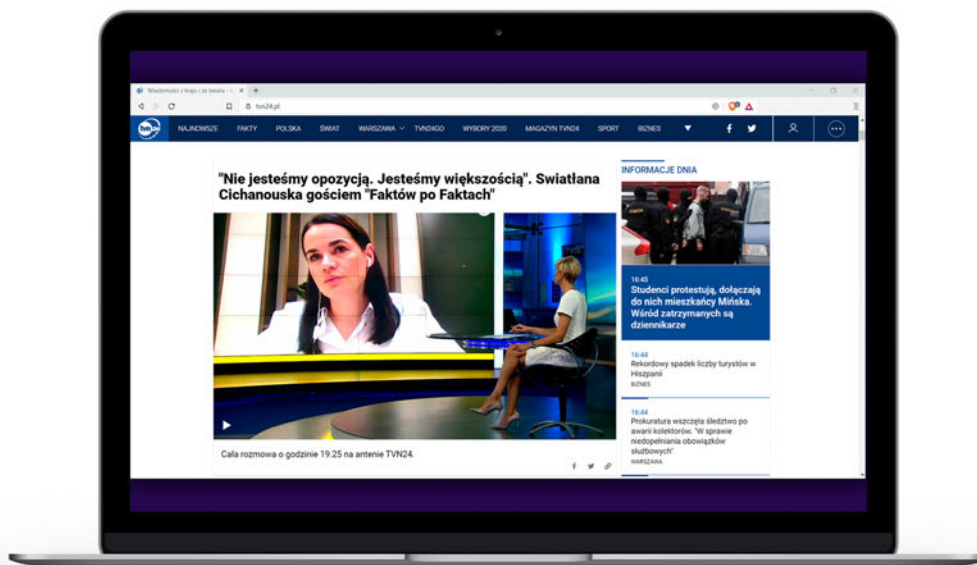 Wiadomości z kraju i ze świata -
tvn24.pl
tvn24
NAJNOWSZE FAKTY POLSKA ŚWIAT WARSZAWA TVN24GO WYBORY 2020 MAGAZYN TVN24 SPORT BIZNES
"Nie jesteśmy opozycją. Jesteśmy większością". Swiatłana
Cichanouska gościem "Faktów po Faktach"
Cała rozmowa o godzinie 19.25 na antenie TVN24.
INFORMACJE DNIA
16:45
Studenci protestują, dołączają
do nich mieszkańcy Mińska.
Wśród zatrzymanych są
dziennikarze
16:44
Rekordowy spadek liczby turystów w
Hiszpanii
BIZNES
16:44
Prokuratura wszczęła śledztwo po
awarii kolektorów. "W sprawie
niedopełniania obowiązków
służbowych"
WARSZAWA